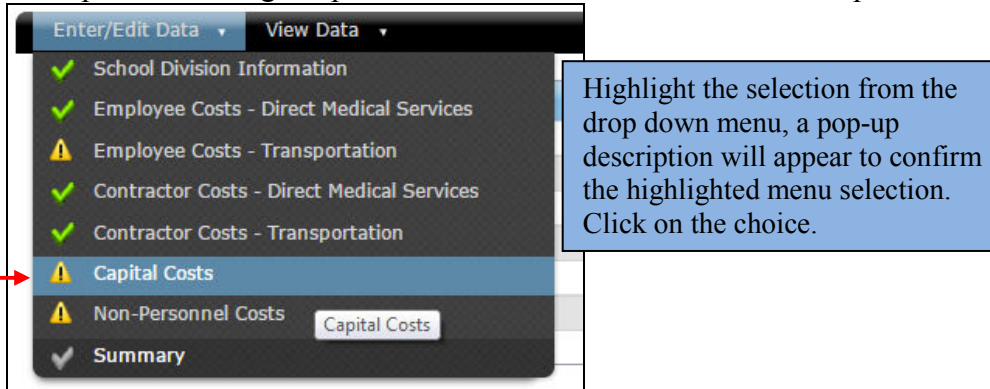 Enter/Edit Data ▾ View Data ▾
School Division Information
Employee Costs - Direct Medical Services
Employee Costs - Transportation
Contractor Costs - Direct Medical Services
Contractor Costs - Transportation
Capital Costs
Non-Personnel Costs
Capital Costs
Summary
Highlight the selection from the
drop down menu, a pop-up
description will appear to confirm
the highlighted menu selection.
Click on the choice.